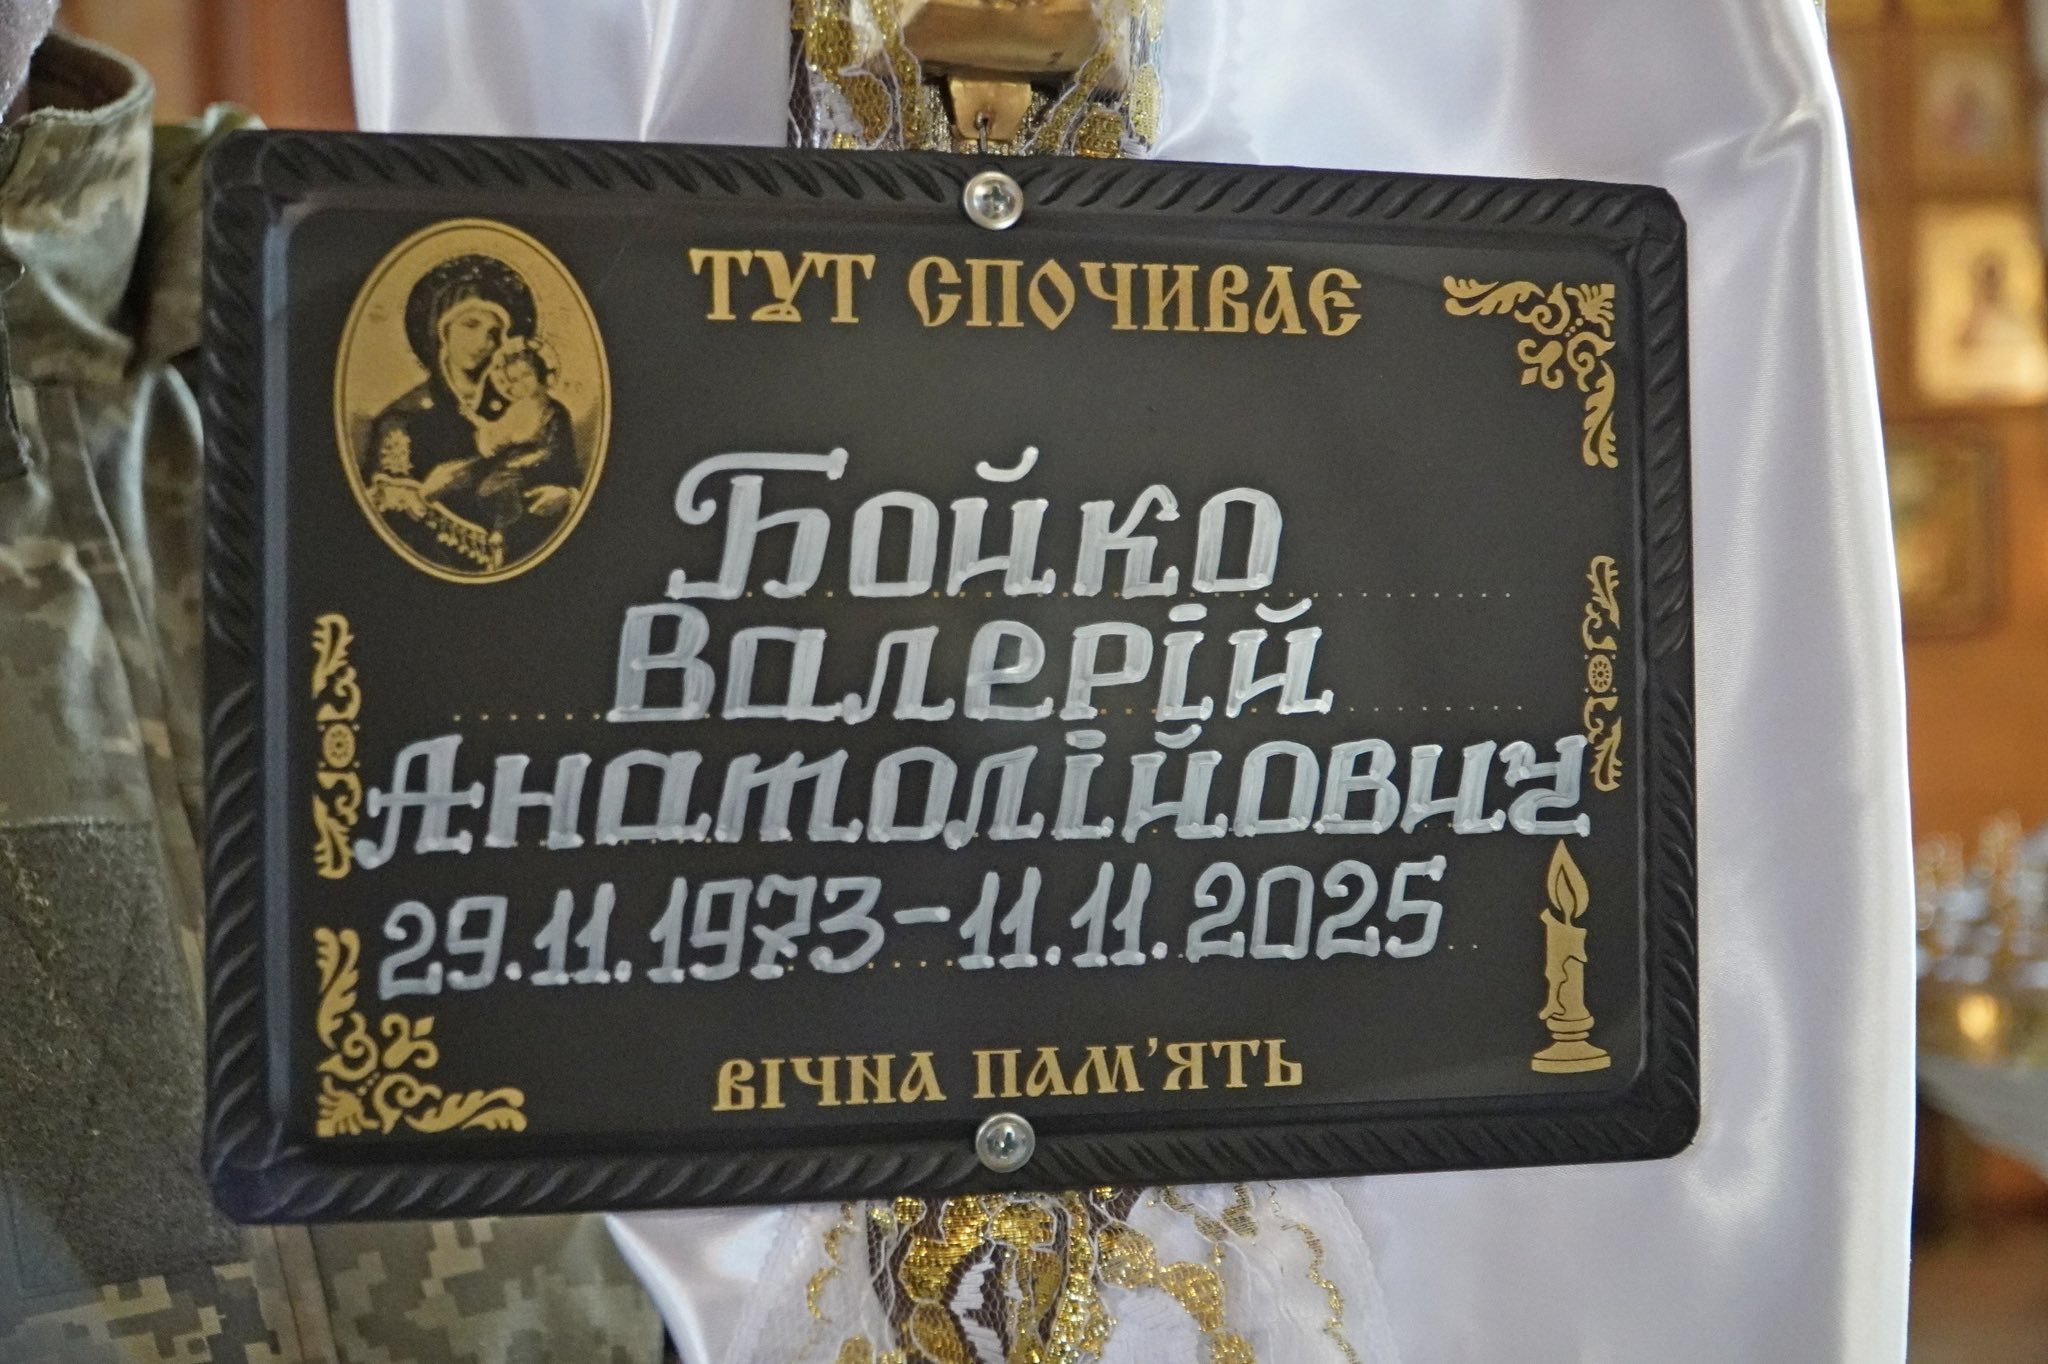 ТУТ СПОЧИВАЄ
Бойко
Валерій
Анатолійович
29.11.1973-11.11.2025
ВІЧНА ПАМ'ЯТЬ